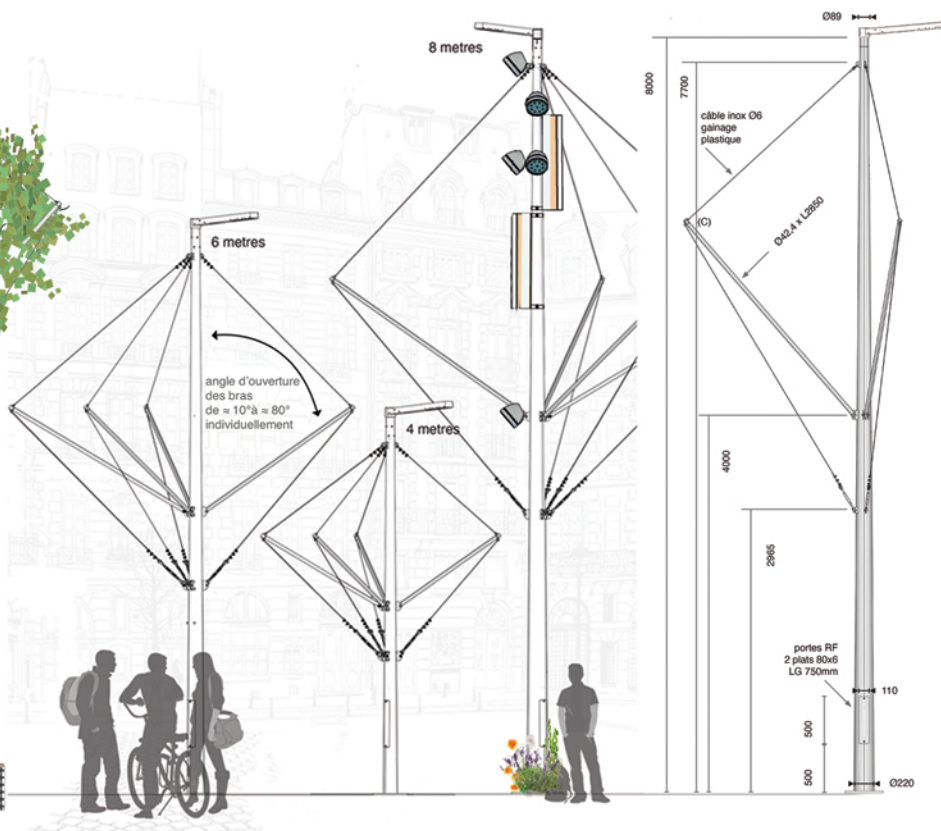 8 metres
6 metres
angle d'ouverture
des bras
de ≈ 10°à ≈ 80°
individuellement
4 metres
Ø89
8000
7700
câble inox Ø6
gainage
plastique
(C)
Ø42,4 x L2850
4000
2965
portes RF
2 plats 80x6
LG 750mm
110
500
500
Ø220